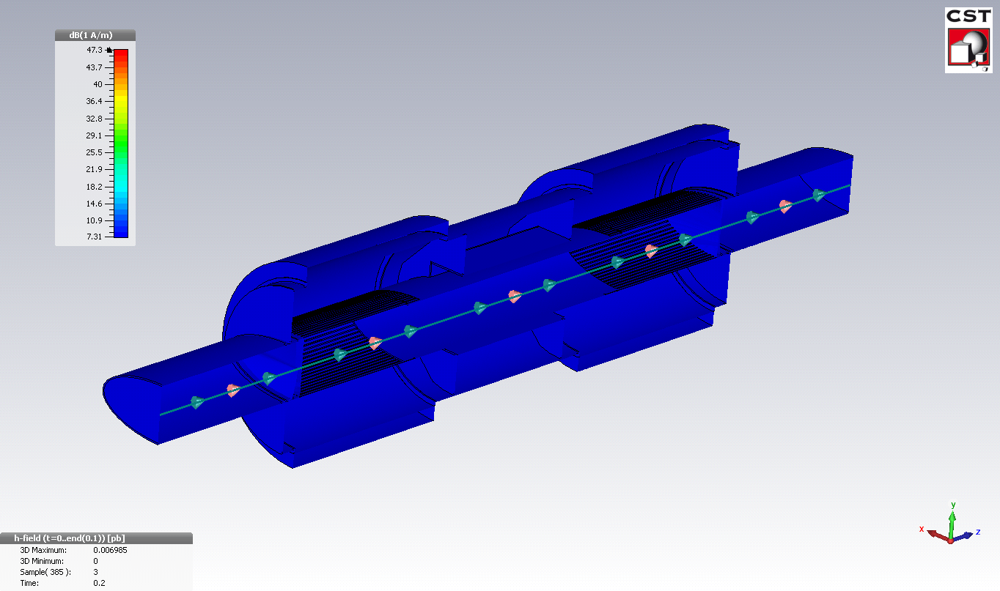 CST
dB(1 A/m)
47.3
43.7
40
36.4
32.8
29.1
25.5
21.9
18.2
14.6
10.9
7.31
y
x
z
h-field (t=0..end(0.1)) [pb]
3D Maximum: 0.006985
3D Minimum: 0
Sample( 385 ): 3
Time: 0.2